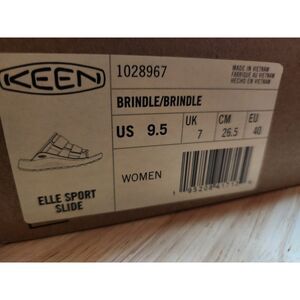 KEEN
1028967
MADE IN VIETNAM
FABRIQUÉ AU VIETNAM
HECHO EN VIETNAM
BRINDLE/BRINDLE
US 9.5
UK 7
CM 26.5
EU 40
WOMEN
ELLE SPORT
SLIDE